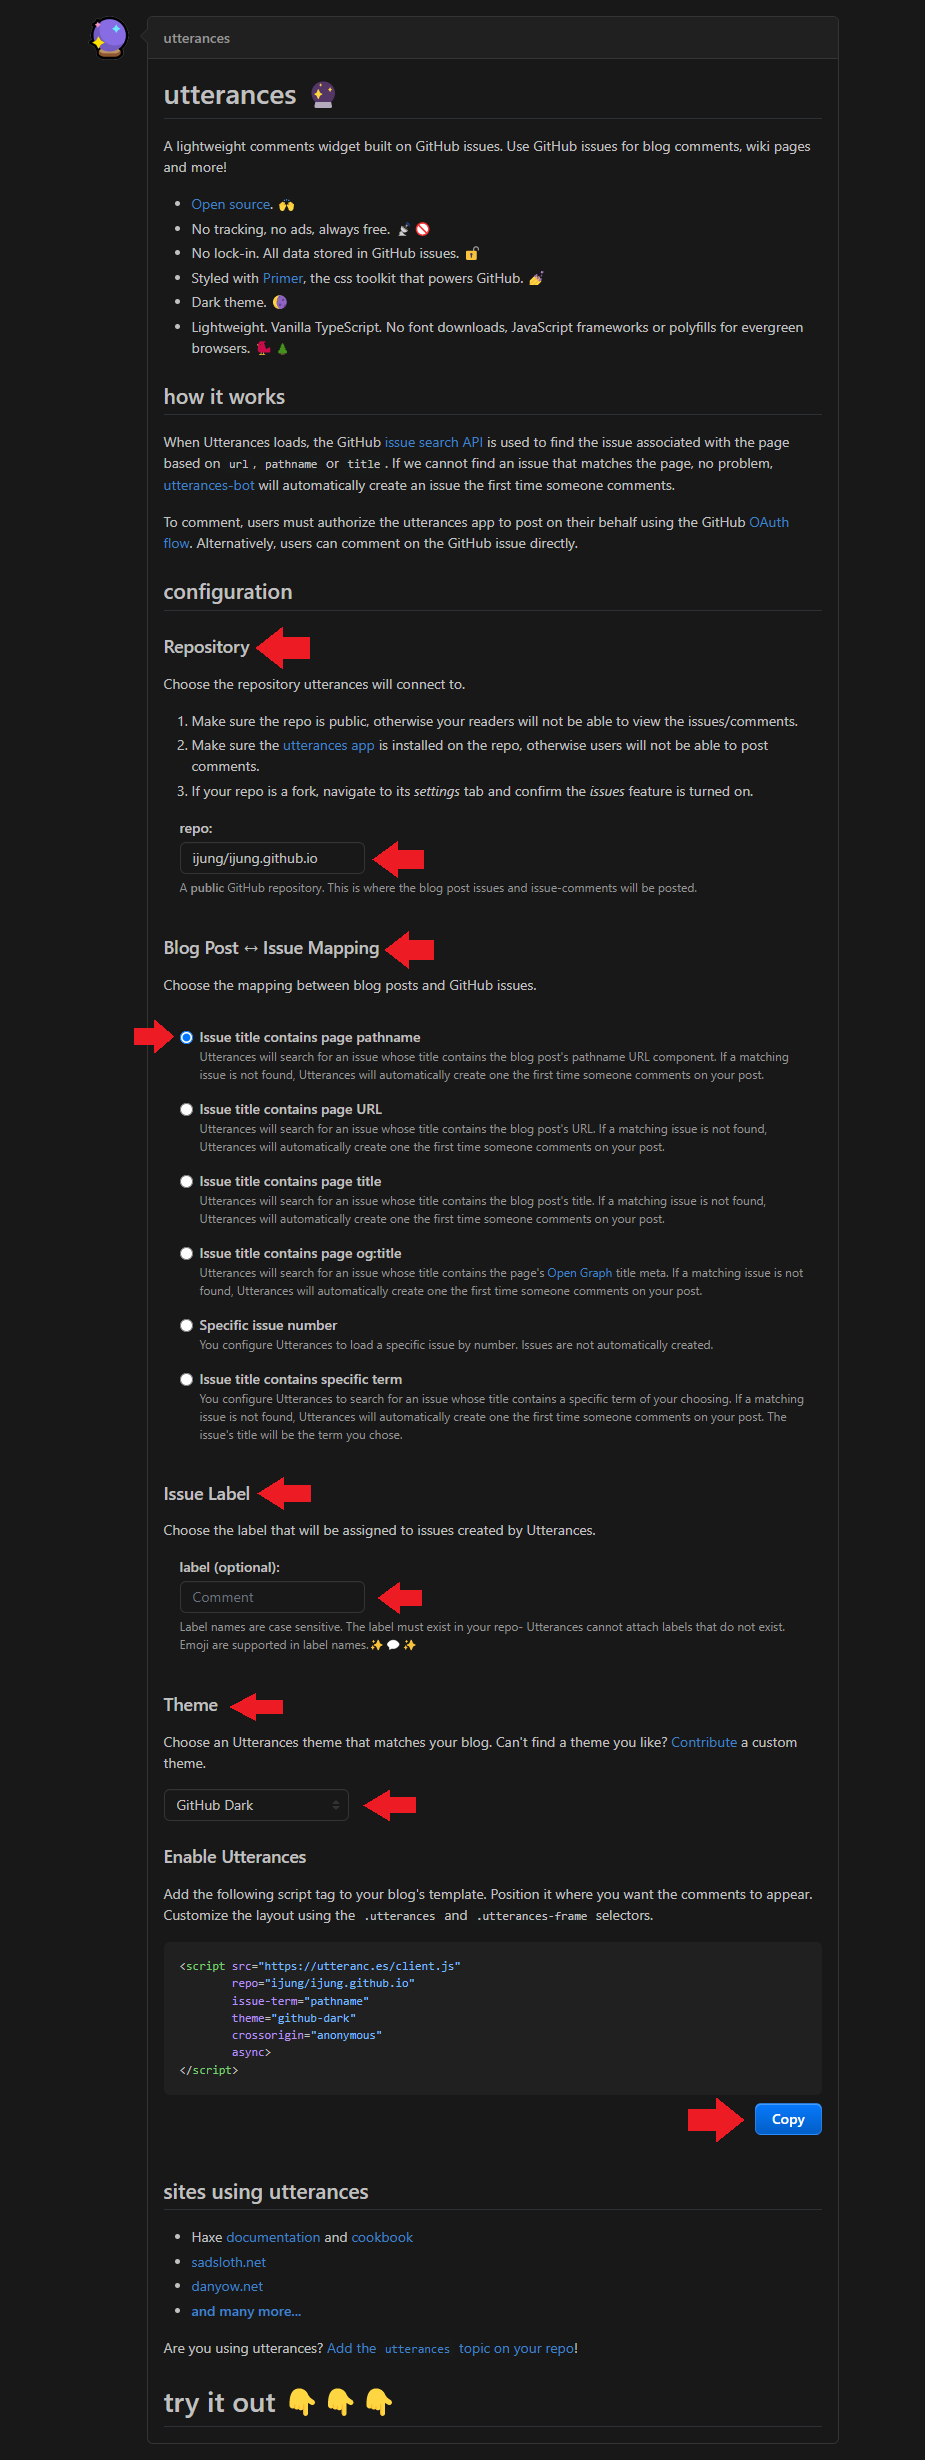 utterances
utterances 🔮
A lightweight comments widget built on GitHub issues. Use GitHub issues for blog comments, wiki pages
and more!
• Open source. 🙌
• No tracking, no ads, always free. 📡 🚫
• No lock-in. All data stored in GitHub issues. 🔓
• Styled with Primer, the css toolkit that powers GitHub. 💅
• Dark theme. 🌘
• Lightweight. Vanilla TypeScript. No font downloads, JavaScript frameworks or polyfills for evergreen
browsers. 🐦 🌲
how it works
When Utterances loads, the GitHub issue search API is used to find the issue associated with the page
based on url, pathname or title. If we cannot find an issue that matches the page, no problem,
utterances-bot will automatically create an issue the first time someone comments.
To comment, users must authorize the utterances app to post on their behalf using the GitHub OAuth
flow. Alternatively, users can comment on the GitHub issue directly.
configuration
Repository
Choose the repository utterances will connect to.
1. Make sure the repo is public, otherwise your readers will not be able to view the issues/comments.
2. Make sure the utterances app is installed on the repo, otherwise users will not be able to post
comments.
3. If your repo is a fork, navigate to its settings tab and confirm the issues feature is turned on.
repo:
ijung/ijung.github.io
A public GitHub repository. This is where the blog post issues and issue-comments will be posted.
Blog Post ↔ Issue Mapping
Choose the mapping between blog posts and GitHub issues.
Issue title contains page pathname
Utterances will search for an issue whose title contains the blog post's pathname URL component. If a matching
issue is not found, Utterances will automatically create one the first time someone comments on your post.
Issue title contains page URL
Utterances will search for an issue whose title contains the blog post's URL. If a matching issue is not found,
Utterances will automatically create one the first time someone comments on your post.
Issue title contains page title
Utterances will search for an issue whose title contains the blog post's title. If a matching issue is not found,
Utterances will automatically create one the first time someone comments on your post.
Issue title contains page og:title
Utterances will search for an issue whose title contains the page's Open Graph title meta. If a matching issue is not
found, Utterances will automatically create one the first time someone comments on your post.
Specific issue number
You configure Utterances to load a specific issue by number. Issues are not automatically created.
Issue title contains specific term
You configure Utterances to search for an issue whose title contains a specific term of your choosing. If a matching
issue is not found, Utterances will automatically create one the first time someone comments on your post. The
issue's title will be the term you chose.
Issue Label
Choose the label that will be assigned to issues created by Utterances.
label (optional):
Comment
Label names are case sensitive. The label must exist in your repo- Utterances cannot attach labels that do not exist.
Emoji are supported in label names.✨💬✨
Theme
Choose an Utterances theme that matches your blog. Can't find a theme you like? Contribute a custom
theme.
GitHub Dark
Enable Utterances
Add the following script tag to your blog's template. Position it where you want the comments to appear.
Customize the layout using the .utterances and .utterances-frame selectors.
<script src="https://utteranc.es/client.js"
repo="ijung/ijung.github.io"
issue-term="pathname"
theme="github-dark"
crossorigin="anonymous"
async>
</script>
Copy
sites using utterances
• Haxe documentation and cookbook
• sadsloth.net
• danyow.net
• and many more...
Are you using utterances? Add the utterances topic on your repo!
try it out 👇👇👇